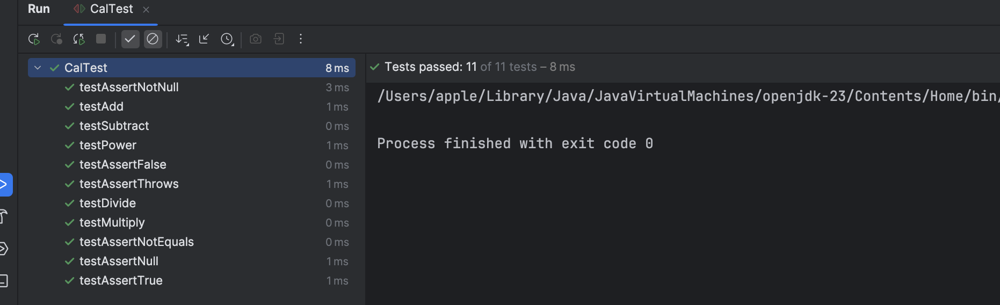 Run CalTest
CalTest 8 ms
testAssertNotNull 3 ms
testAdd 1 ms
testSubtract 0 ms
testPower 1 ms
testAssertFalse 0 ms
testAssertThrows 1 ms
testDivide 0 ms
testMultiply 0 ms
testAssertNotEquals 0 ms
testAssertNull 1 ms
testAssertTrue 1 ms
Tests passed: 11 of 11 tests – 8 ms
/Users/apple/Library/Java/JavaVirtualMachines/openjdk-23/Contents/Home/bin/
Process finished with exit code 0